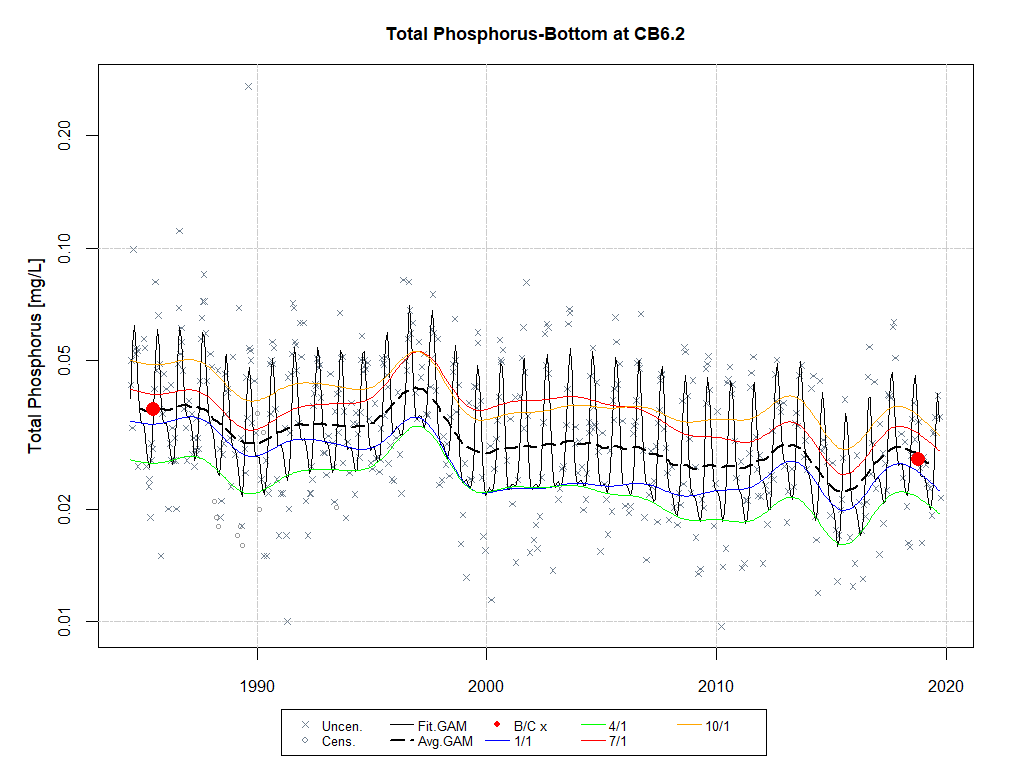 Total Phosphorus-Bottom at CB6.2
Total Phosphorus [mg/L]
0.20
0.10
0.05
0.02
0.01
1990 2000 2010 2020
Uncen. Fit.GAM B/C x 4/1 10/1
Cens. Avg.GAM 1/1 7/1